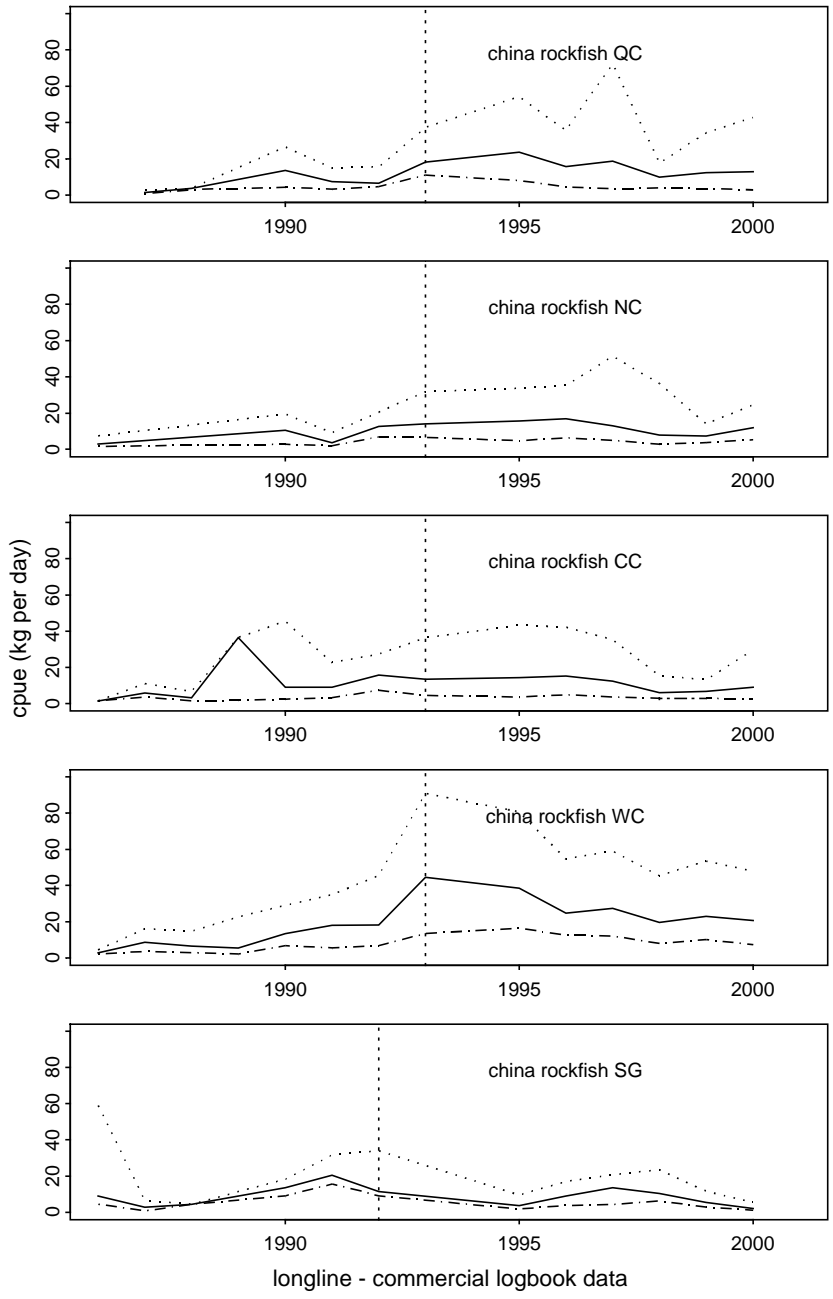 china rockfish QC
0 20 40 60 80
1990 1995 2000
china rockfish NC
0 20 40 60 80
1990 1995 2000
china rockfish CC
0 20 40 60 80
1990 1995 2000
cpue (kg per day)
china rockfish WC
0 20 40 60 80
1990 1995 2000
china rockfish SG
0 20 40 60 80
1990 1995 2000
longline - commercial logbook data